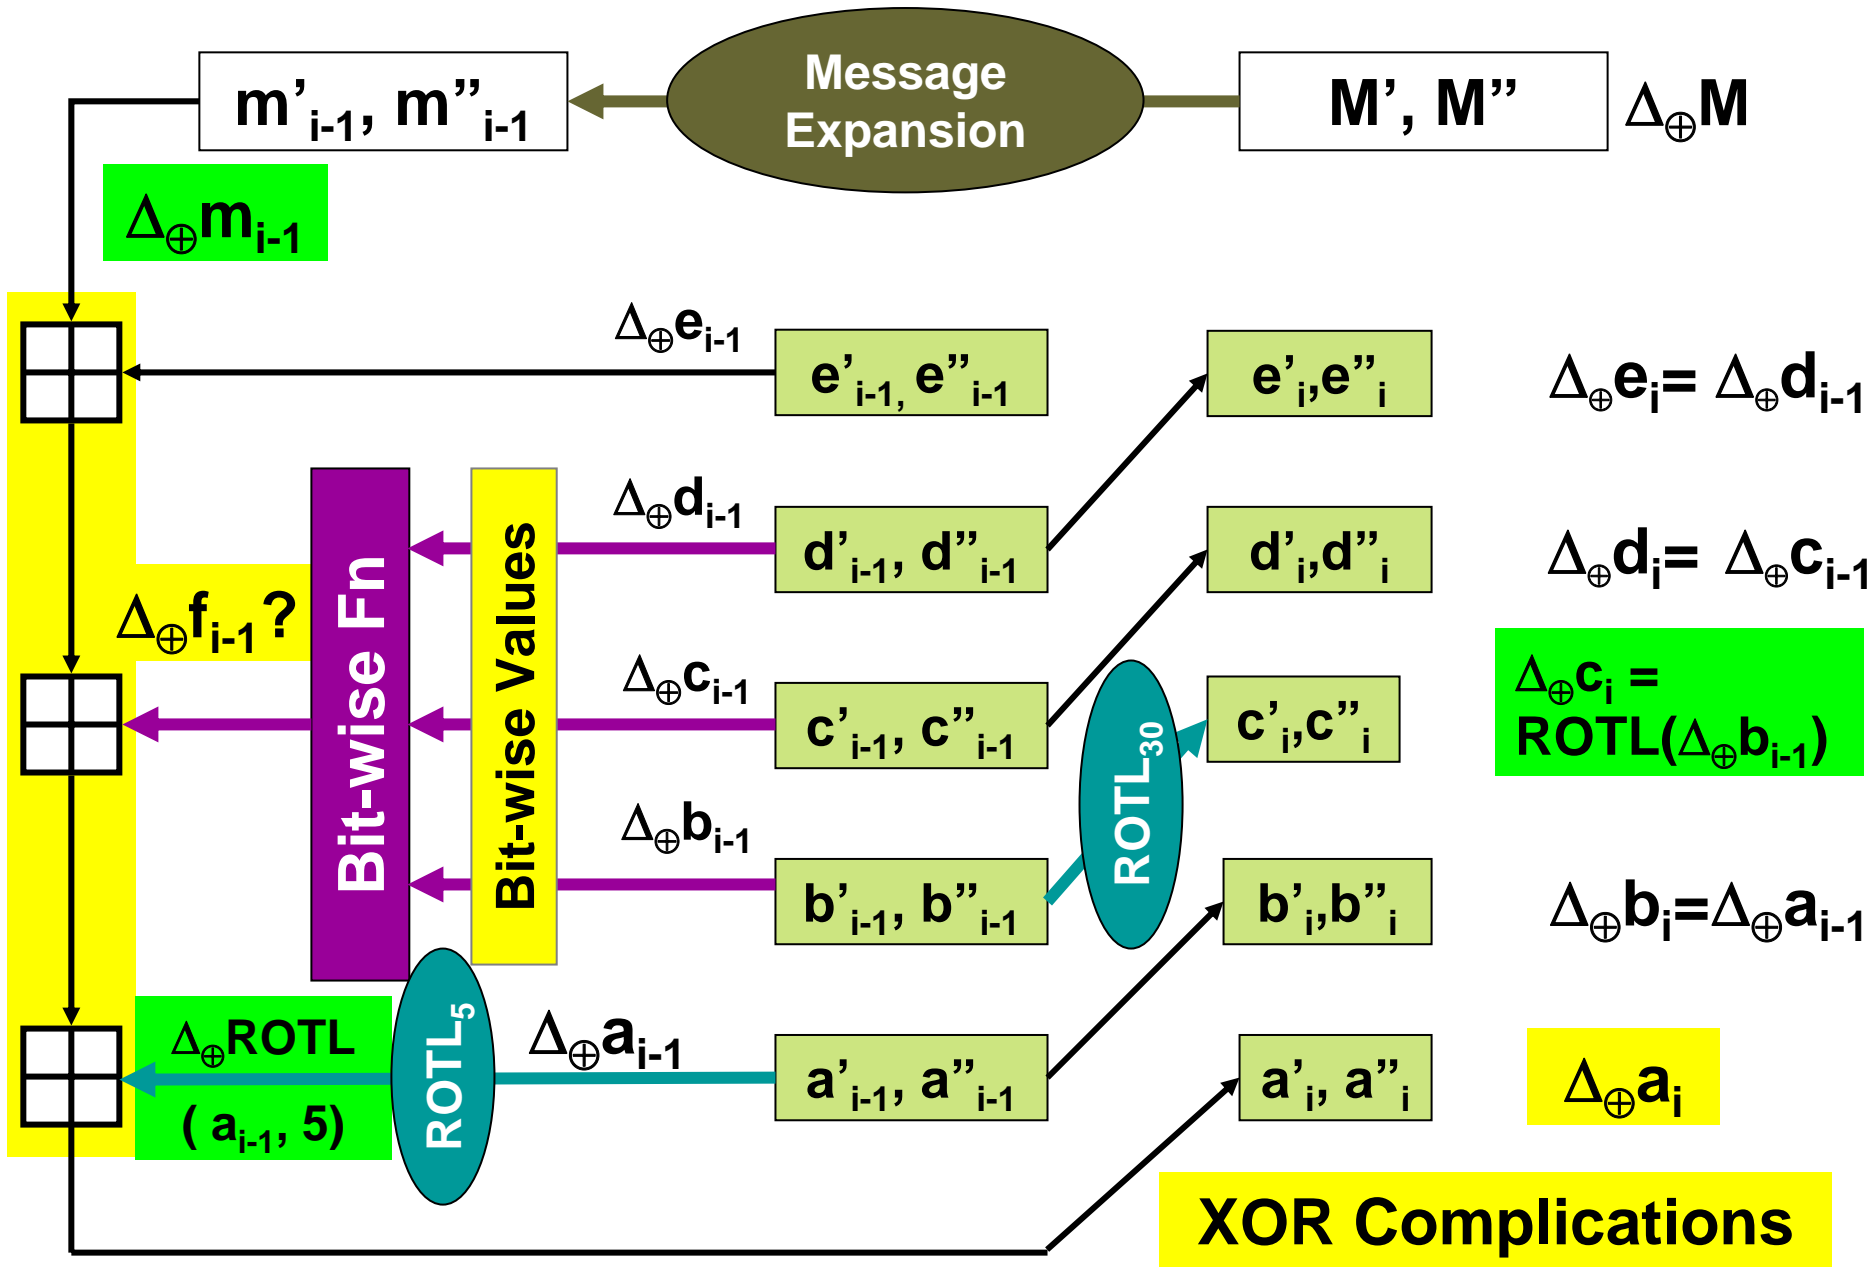 m’i-1, m”i-1
Message
Expansion
M’, M”
Δ⊕M
Δ⊕mi-1
Δ⊕ei-1
e’i-1, e”i-1
e’i,e”i
Δ⊕ei= Δ⊕di-1
Δ⊕di-1
d’i-1, d”i-1
d’i,d”i
Δ⊕di= Δ⊕ci-1
Δ⊕fi-1?
Bit-wise Fn
Bit-wise Values
Δ⊕ci-1
c’i-1, c”i-1
ROTL30
c’i,c”i
Δ⊕ci =
ROTL(Δ⊕bi-1)
Δ⊕bi-1
b’i-1, b”i-1
b’i,b”i
Δ⊕bi=Δ⊕ai-1
Δ⊕ROTL
( ai-1, 5)
ROTL5
Δ⊕ai-1
a’i-1, a”i-1
a’i, a”i
Δ⊕ai
XOR Complications